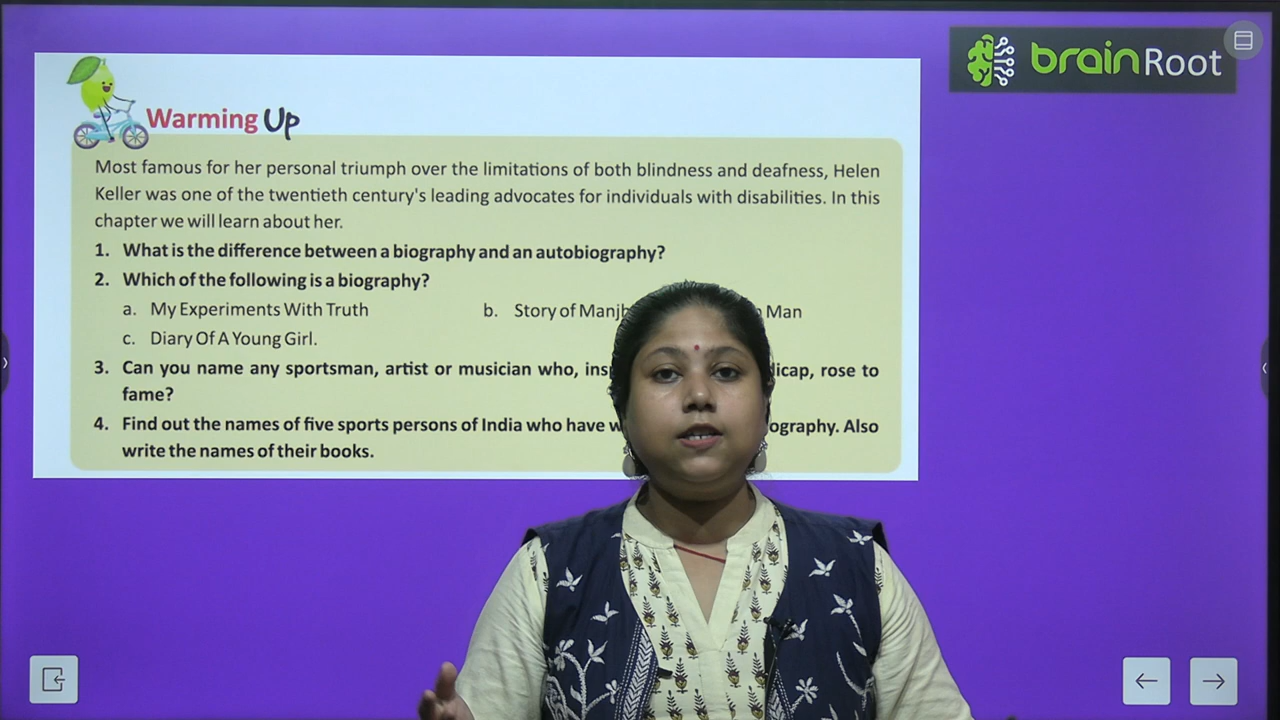 brainRoot
Warming Up
Most famous for her personal triumph over the limitations of both blindness and deafness, Helen
Keller was one of the twentieth century's leading advocates for individuals with disabilities. In this
chapter we will learn about her.
1. What is the difference between a biography and an autobiography?
2. Which of the following is a biography?
a. My Experiments With Truth b. Story of Man
c. Diary Of A Young Girl.
3. Can you name any sportsman, artist or musician who, rose to
fame?
4. Find out the names of five sports persons of India who have Also
write the names of their books.